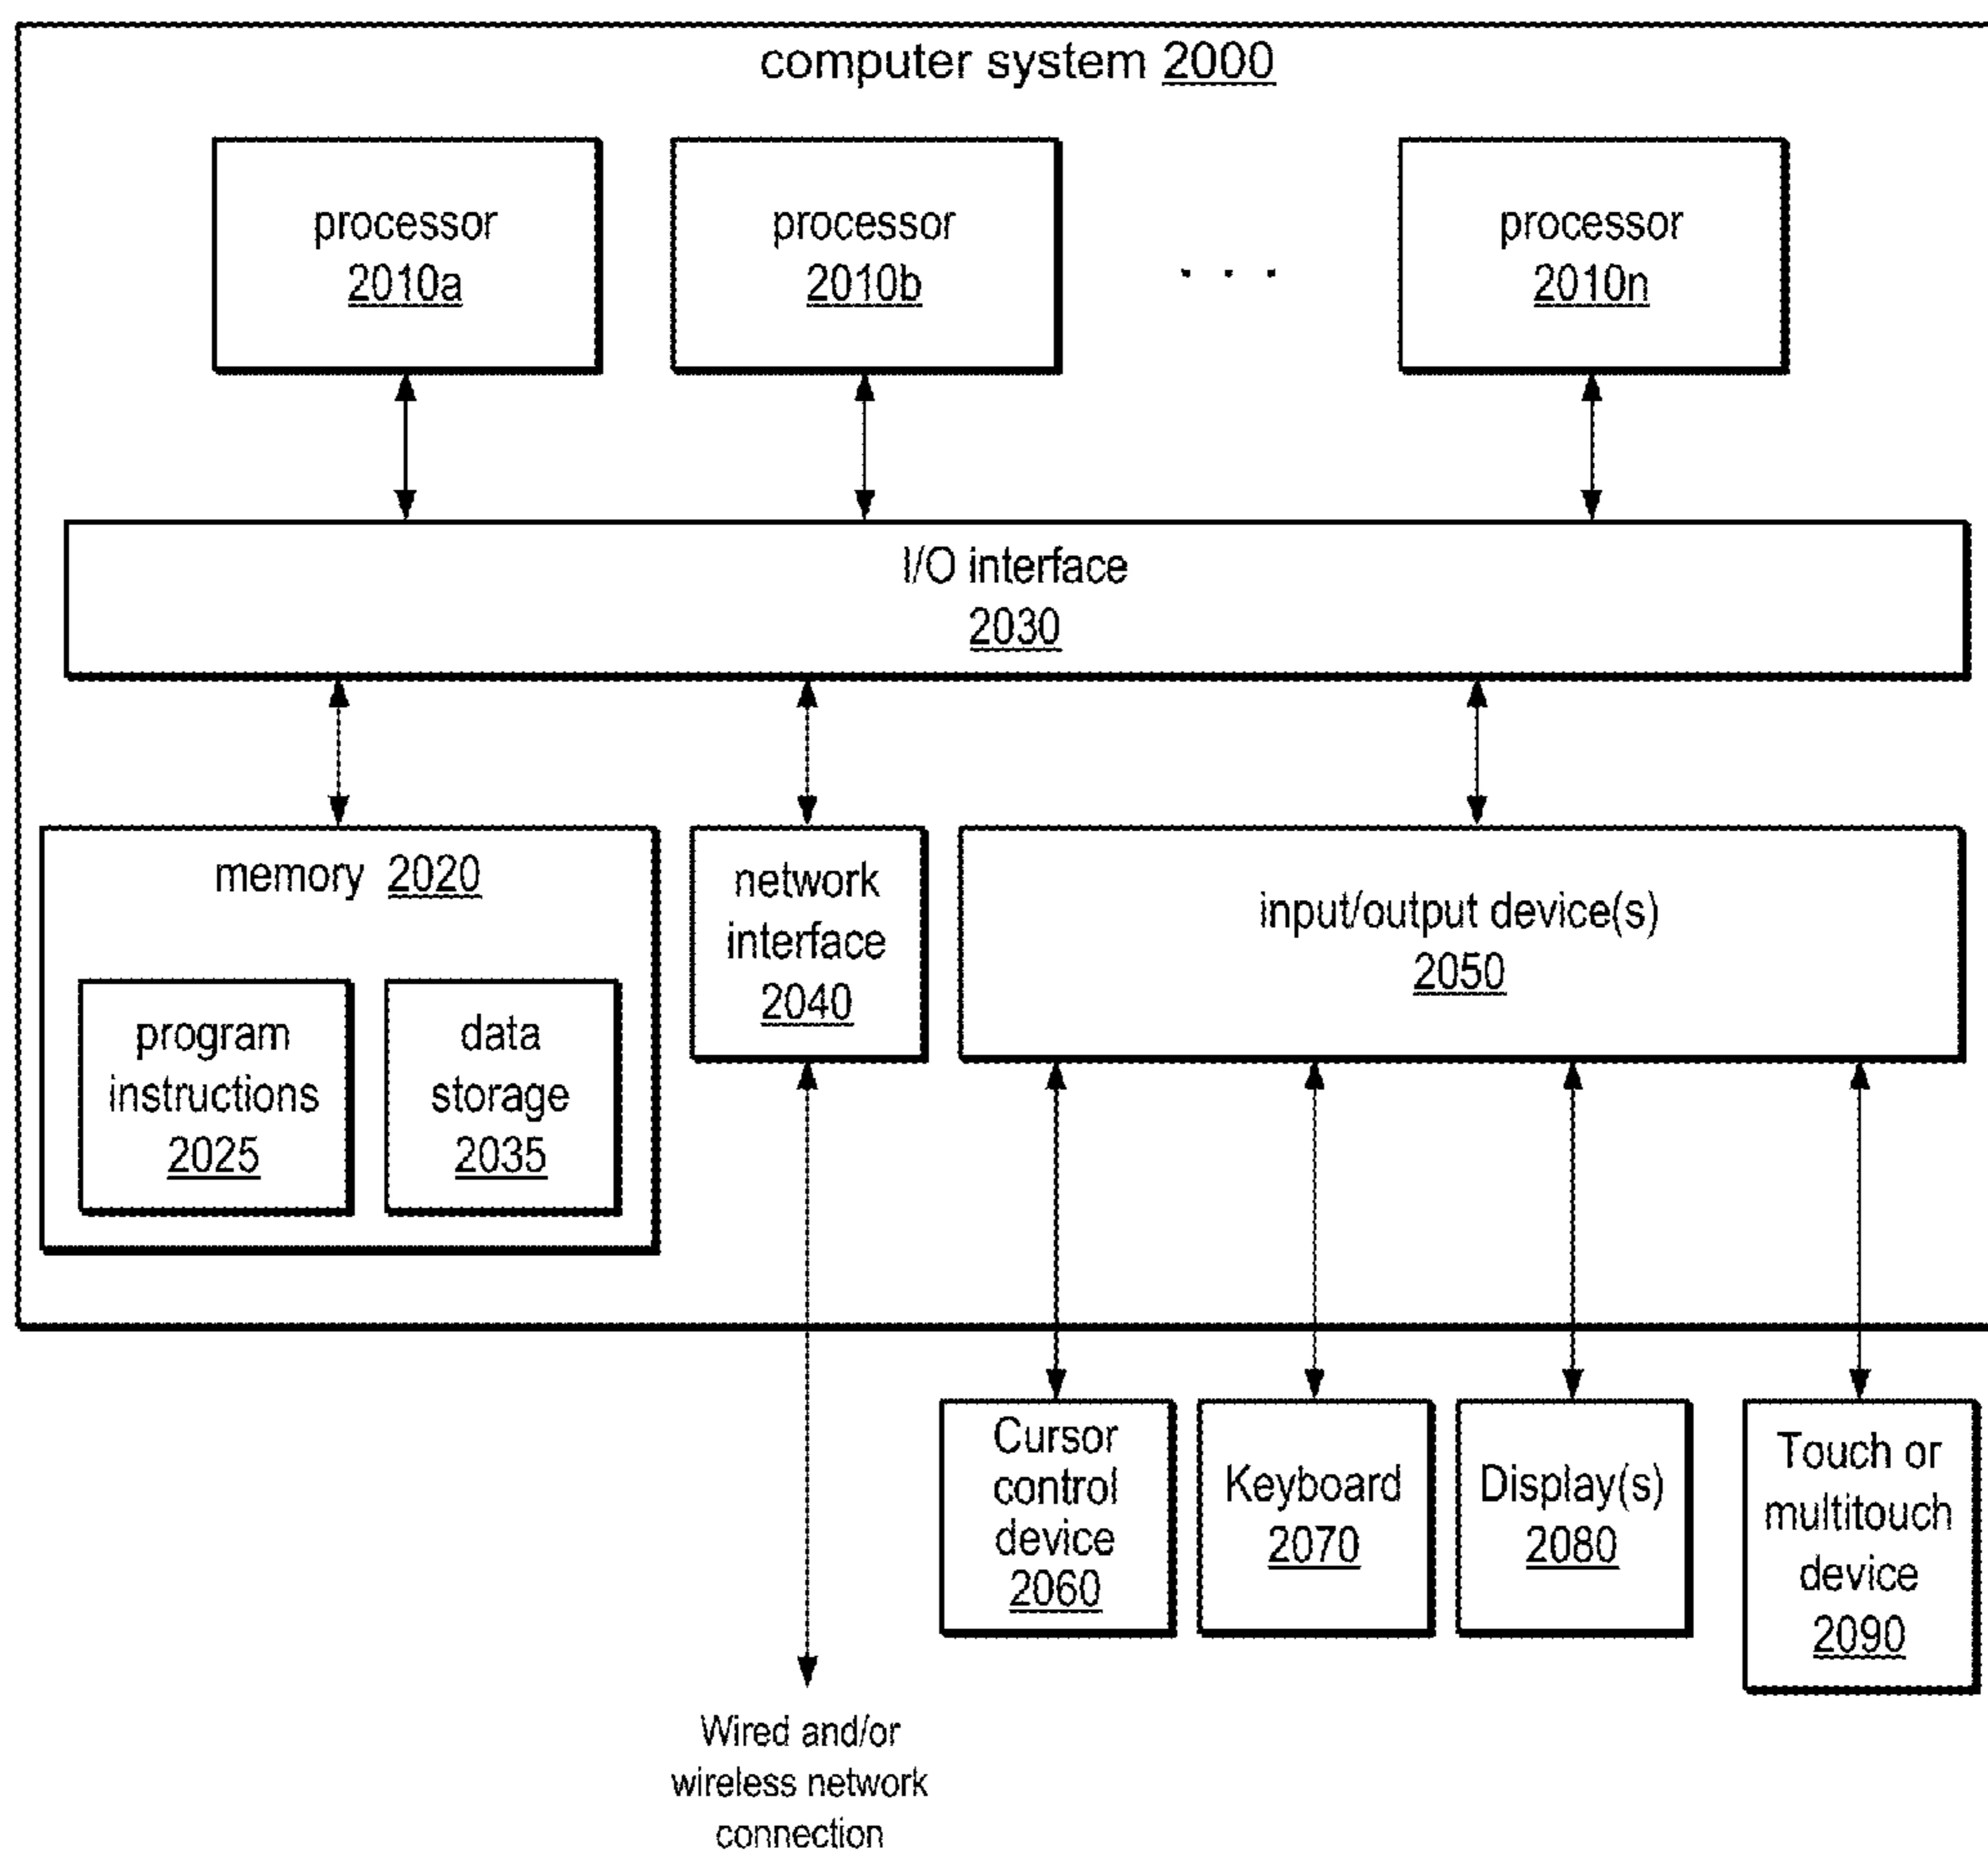 computer system 2000
processor
2010a
processor
2010b
. . .
processor
2010n
I/O interface
2030
memory 2020
program
instructions
2025
data
storage
2035
network
interface
2040
input/output device(s)
2050
Cursor
control
device
2060
Keyboard
2070
Display(s)
2080
Touch or
multitouch
device
2090
Wired and/or
wireless network
connection